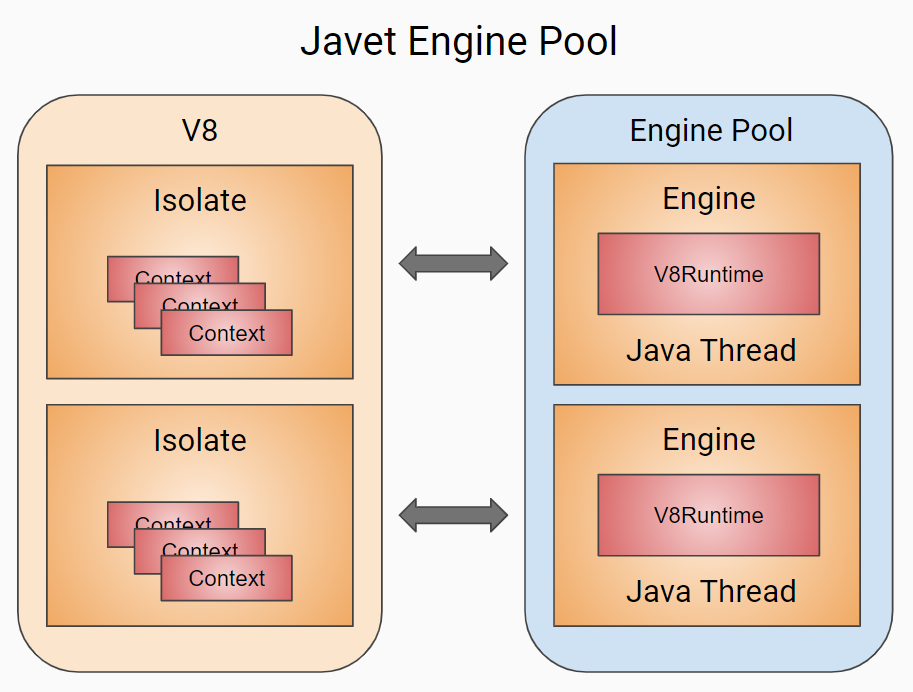 Javet Engine Pool
V8
Isolate
Context
Context
Context
Isolate
Context
Context
Context
Engine Pool
Engine
V8Runtime
Java Thread
Engine
V8Runtime
Java Thread